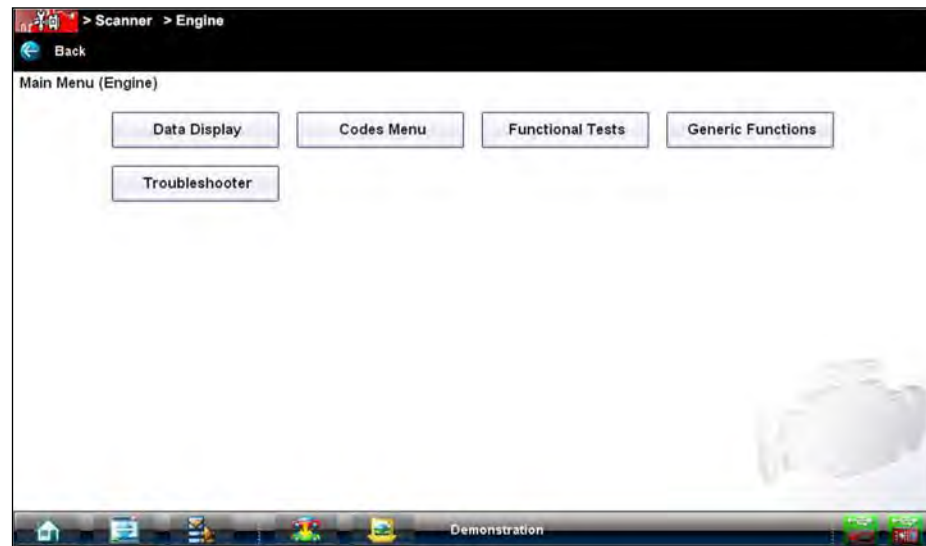 > Scanner > Engine
Back
Main Menu (Engine)
Data Display Codes Menu Functional Tests Generic Functions
Troubleshooter
Demonstration